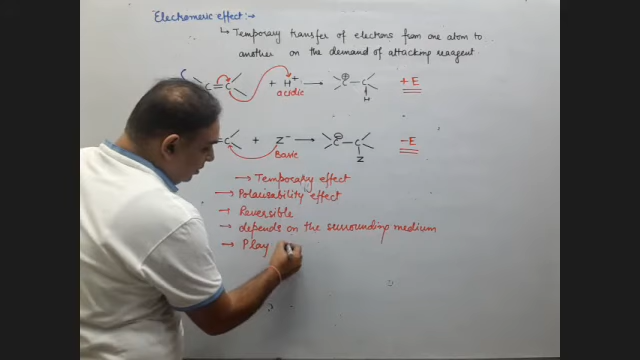 Electromeric effect:-
↳ Temporary transfer of electrons from one atom to
another on the demand of attacking reagent
C = C + H⁺ → C⊕ - C +E
acidic
H
= C + Z⁻ → C⊖ - C -E
Basic
Z
→ Temporary effect
→ Polarisability effect
→ Reversible
→ depends on the surrounding medium
→ Play